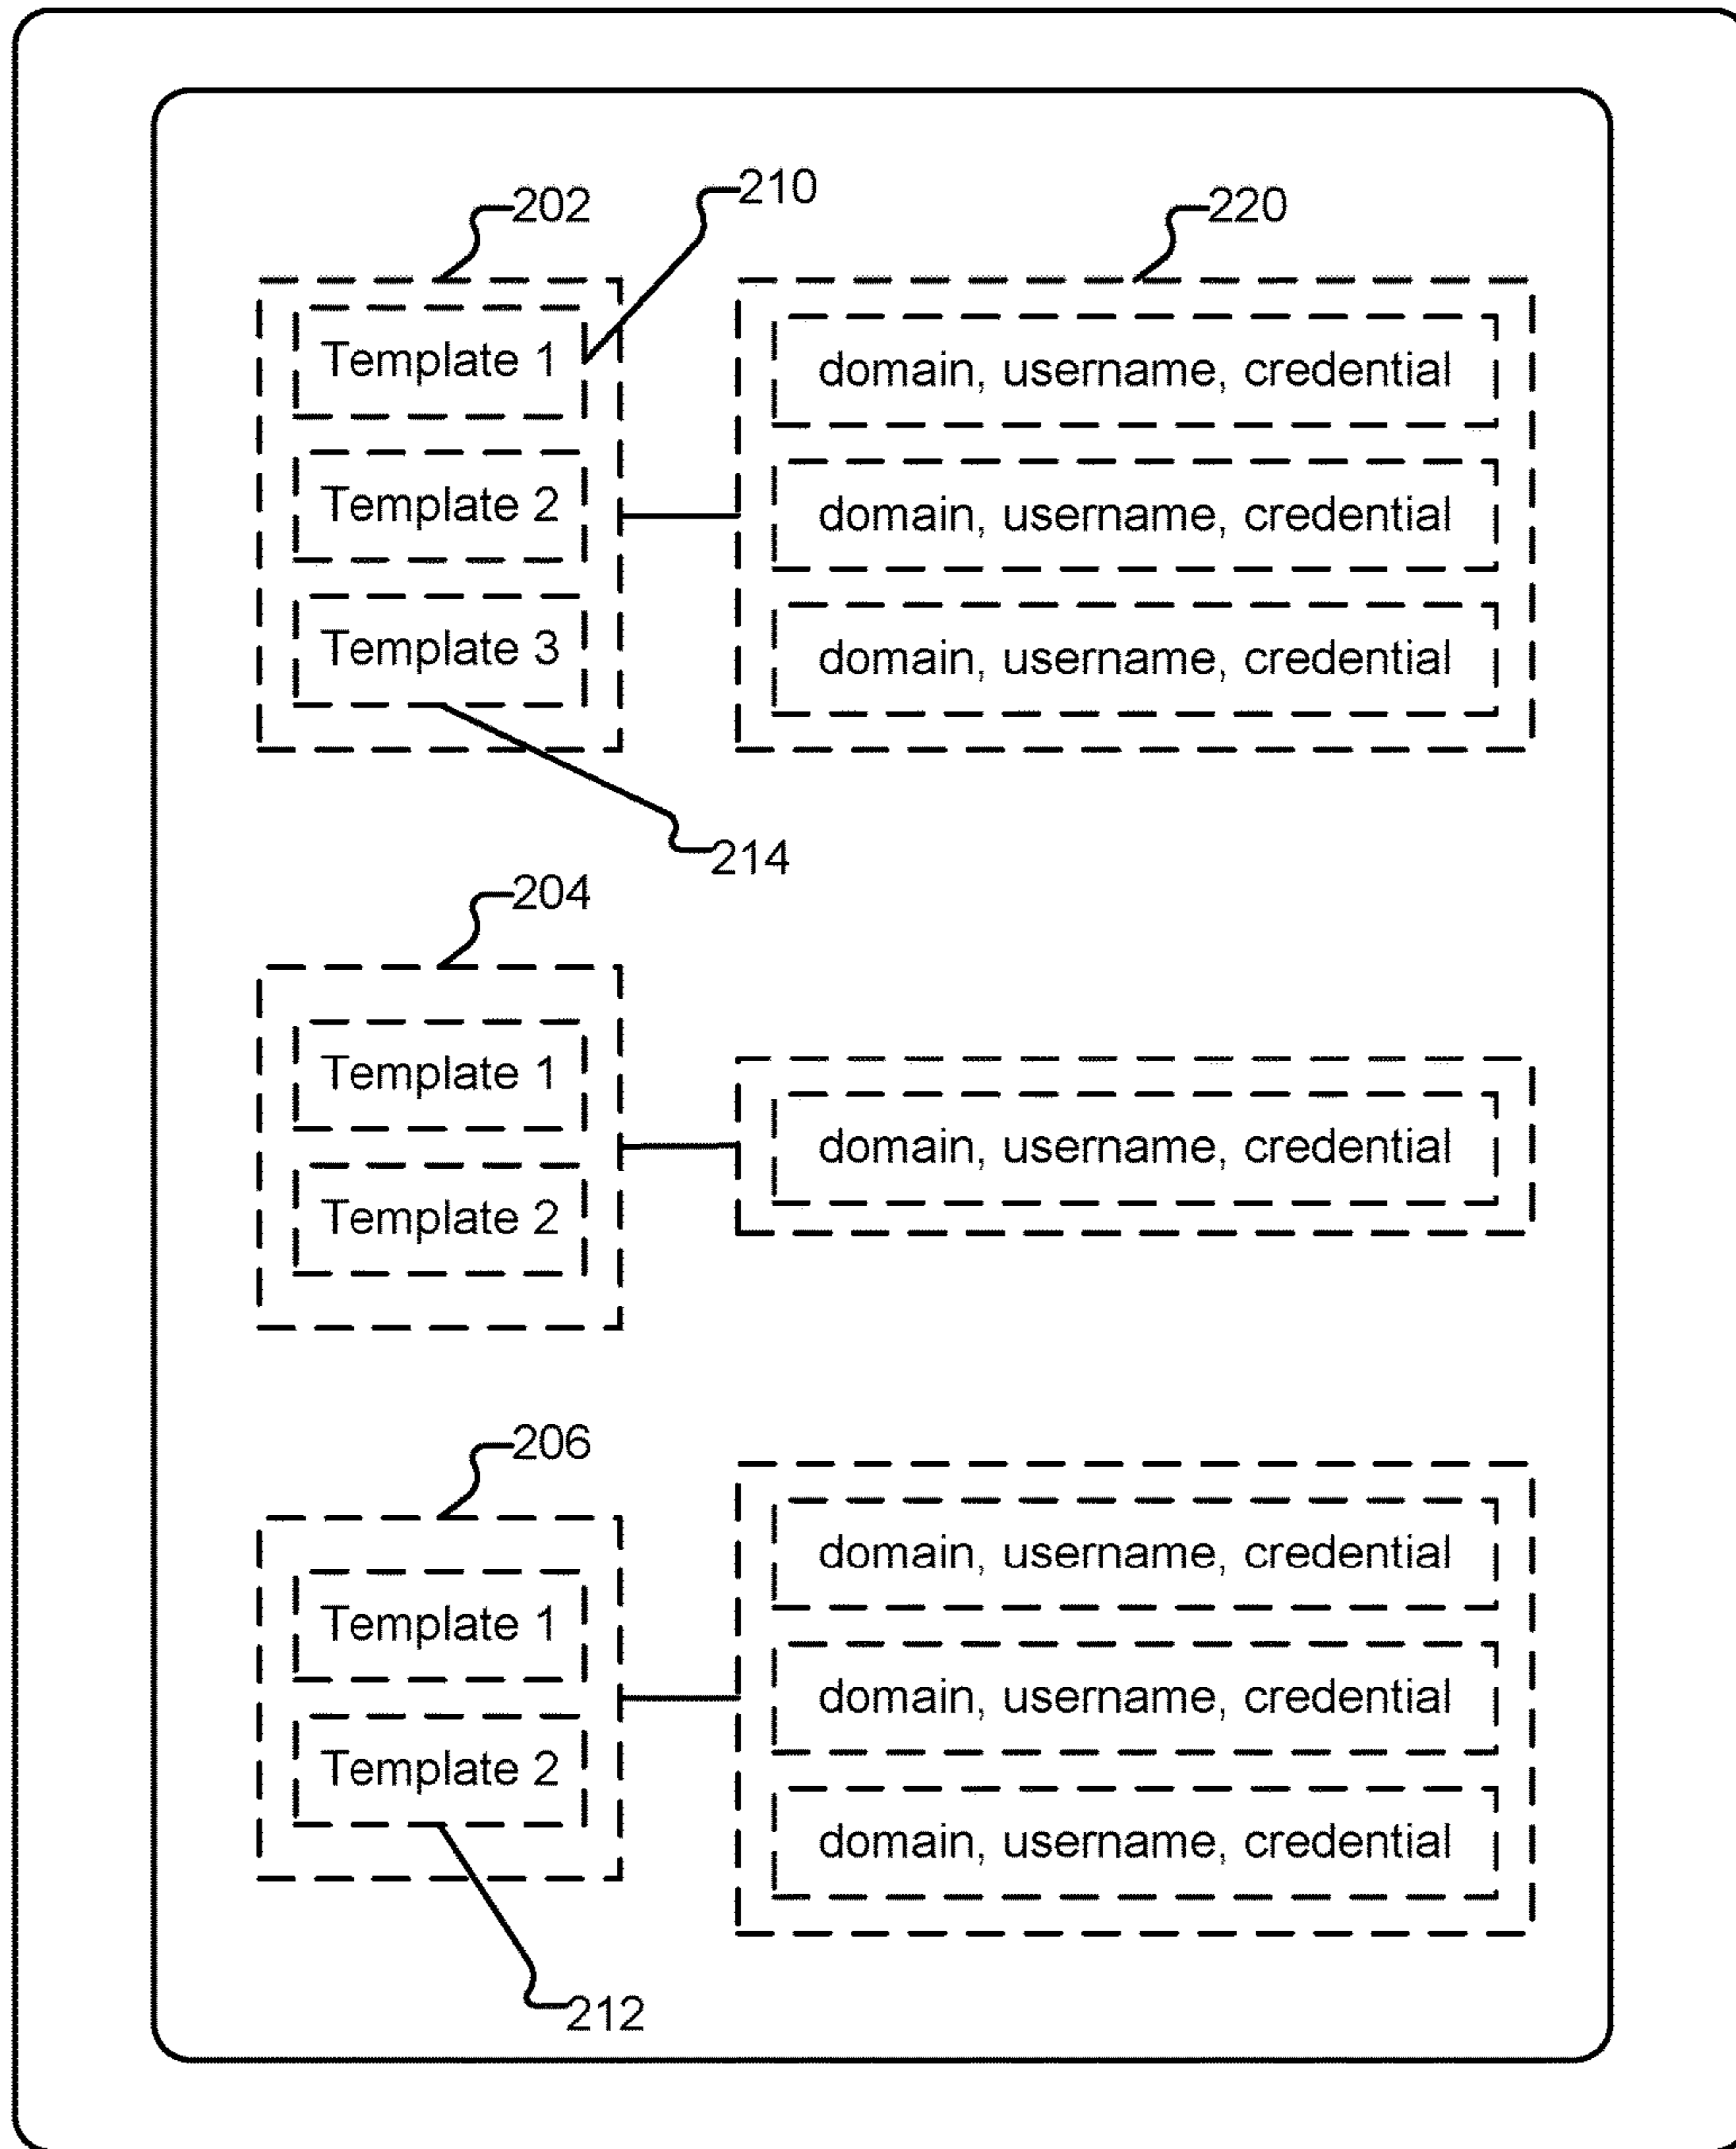 202
210
220
Template 1
domain, username, credential
Template 2
domain, username, credential
Template 3
domain, username, credential
214
204
Template 1
domain, username, credential
Template 2
206
domain, username, credential
Template 1
domain, username, credential
Template 2
domain, username, credential
212